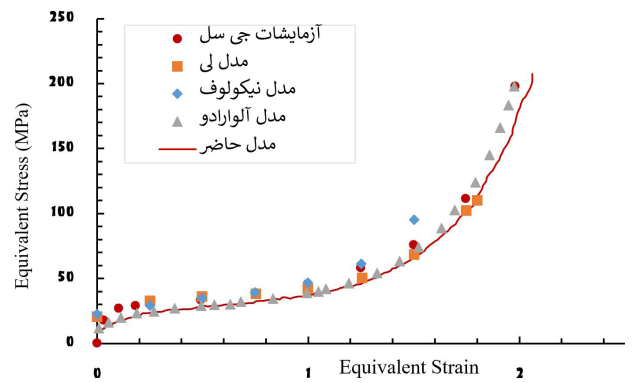 250
200
150
100
50
0
Equivalent Stress (MPa)
آزمایشات جی سل
مدل لی
مدل نیکولوف
مدل آلوارادو
مدل حاضر
0
1
2
Equivalent Strain